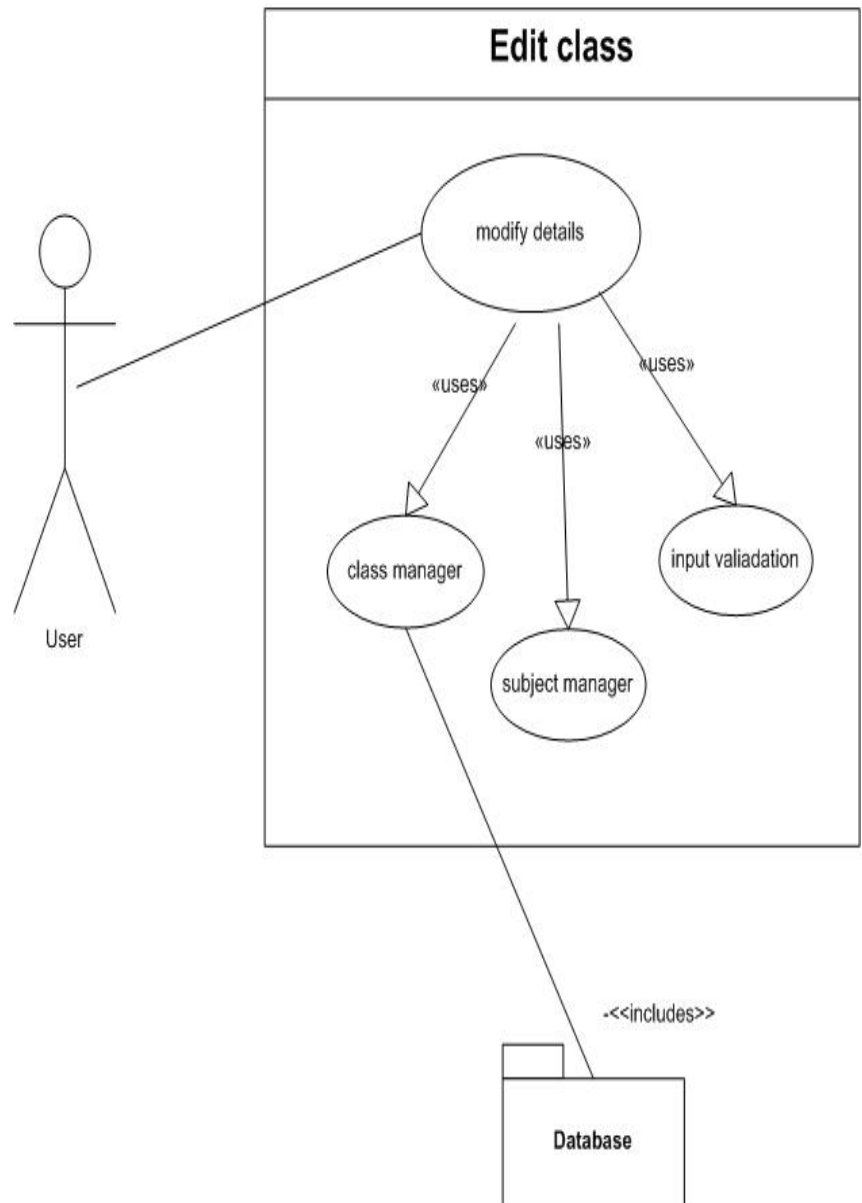 Edit class
modify details
«uses»
«uses»
«uses»
class manager
input valiadation
subject manager
User
-<<includes>>
Database